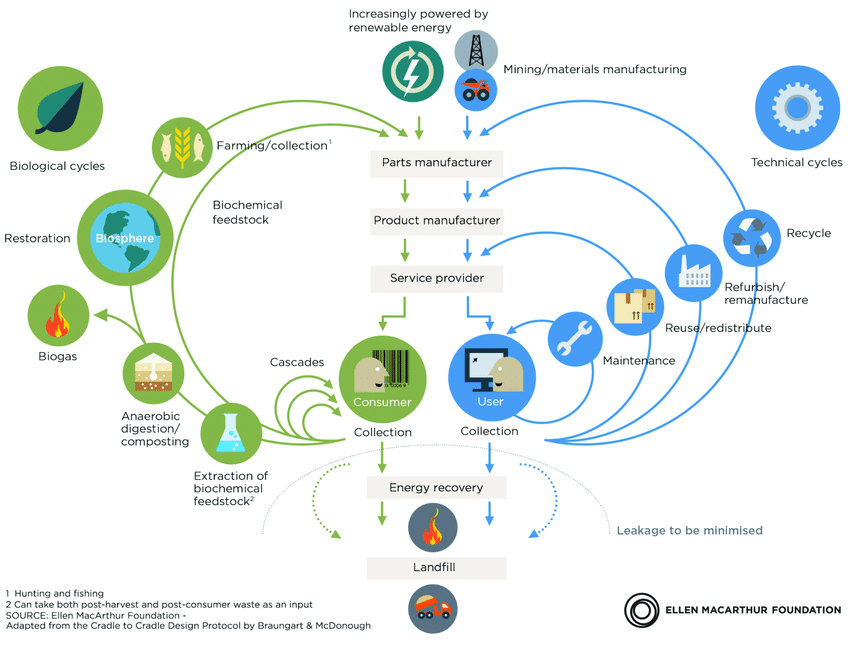 Increasingly powered by
renewable energy
Mining/materials manufacturing
Biological cycles
Technical cycles
Farming/collection¹
Parts manufacturer
Biochemical
feedstock
Product manufacturer
Restoration
Biosphere
Recycle
Service provider
Refurbish/
remanufacture
Reuse/redistribute
Biogas
Cascades
Maintenance
Consumer
User
Anaerobic
digestion/
composting
Collection
Collection
Extraction of
biochemical
feedstock²
Energy recovery
Leakage to be minimised
Landfill
1 Hunting and fishing
2 Can take both post-harvest and post-consumer waste as an input
SOURCE: Ellen MacArthur Foundation -
Adapted from the Cradle to Cradle Design Protocol by Braungart & McDonough
ELLEN MACARTHUR FOUNDATION